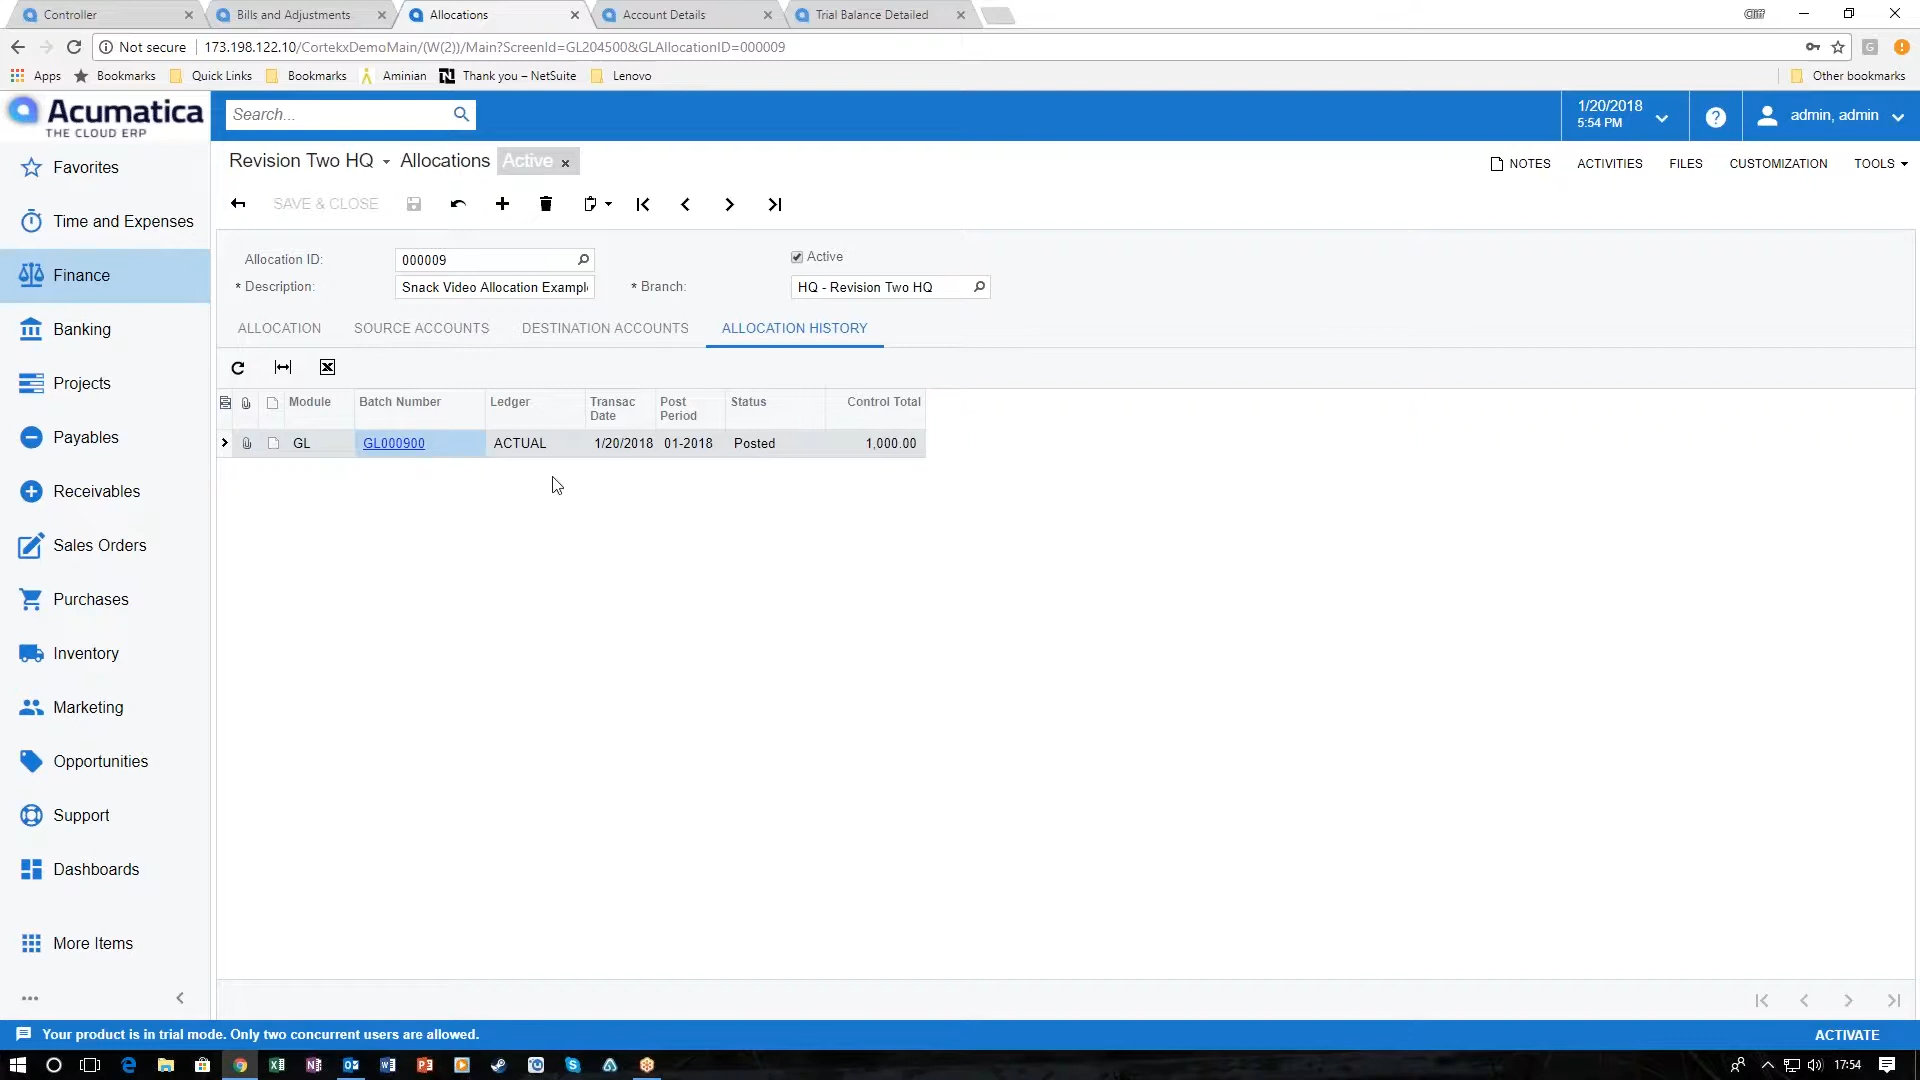 Controller
Bills and Adjustments
Allocations
Account Details
Trial Balance Detailed
Cliff
Not secure
173.198.122.10/CortekxDemoMain/(W(2))/Main?ScreenId=GL204500&GLAllocationID=000009
Apps
Bookmarks
Quick Links
Bookmarks
Aminian
Thank you – NetSuite
Lenovo
Other bookmarks
Acumatica
THE CLOUD ERP
Search...
1/20/2018
5:54 PM
admin, admin
Favorites
Time and Expenses
Finance
Banking
Projects
Payables
Receivables
Sales Orders
Purchases
Inventory
Marketing
Opportunities
Support
Dashboards
More Items
Revision Two HQ Allocations Active
NOTES ACTIVITIES FILES CUSTOMIZATION TOOLS
SAVE & CLOSE
Allocation ID: 000009
Active
* Description: Snack Video Allocation Exampl
* Branch: HQ - Revision Two HQ
ALLOCATION SOURCE ACCOUNTS DESTINATION ACCOUNTS ALLOCATION HISTORY
Module
Batch Number
Ledger
Transac
Date
Post
Period
Status
Control Total
GL GL000900 ACTUAL 1/20/2018 01-2018 Posted 1,000.00
Your product is in trial mode. Only two concurrent users are allowed.
ACTIVATE
17:54